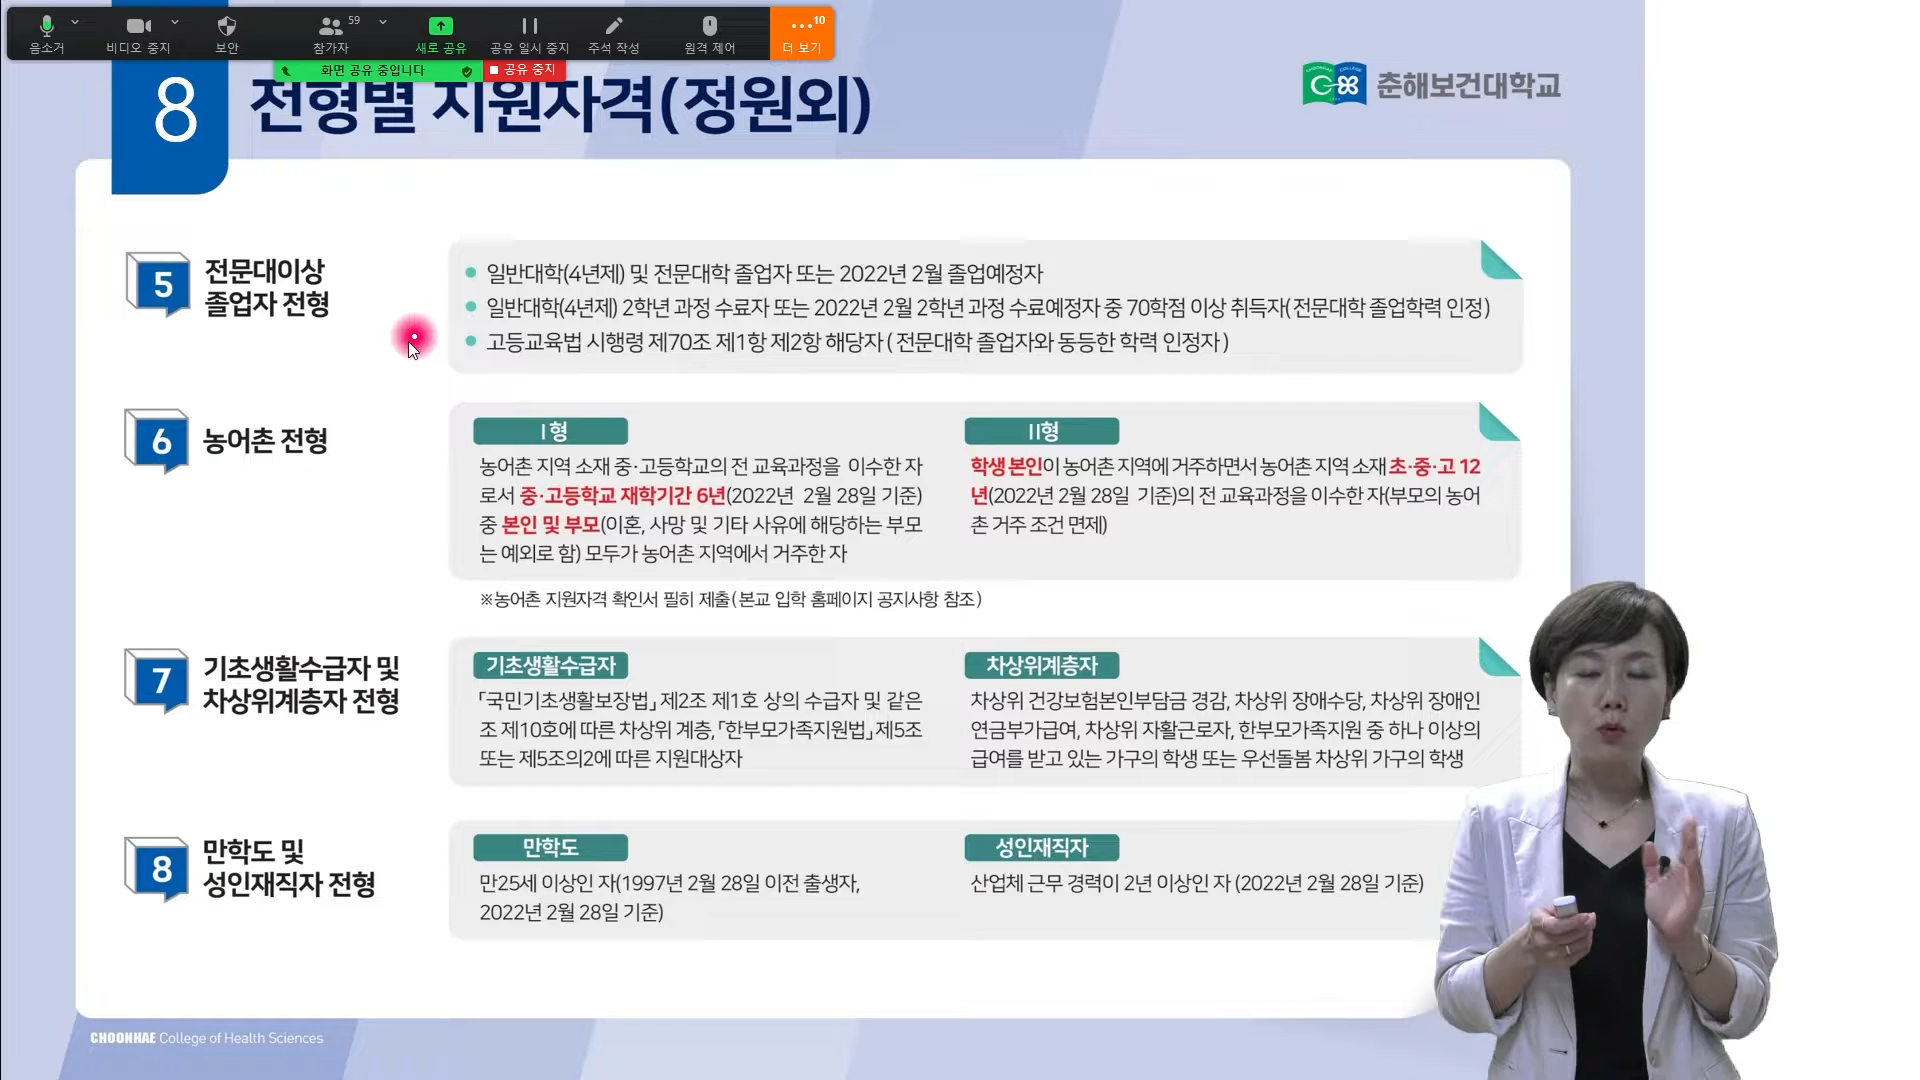 음소거
비디오 중지
보안
59
참가자
새로 공유
공유 일시 중지
주석 작성
원격 제어
10
더 보기
화면 공유 중입니다
공유 중지
8
전형별 지원자격(정원외)
춘해보건대학교
5
전문대이상
졸업자 전형
일반대학(4년제) 및 전문대학 졸업자 또는 2022년 2월 졸업예정자
일반대학(4년제) 2학년 과정 수료자 또는 2022년 2월 2학년 과정 수료예정자 중 70학점 이상 취득자(전문대학 졸업학력 인정)
고등교육법 시행령 제70조 제1항 제2항 해당자 ( 전문대학 졸업자와 동등한 학력 인정자 )
6
농어촌 전형
I 형
농어촌 지역 소재 중·고등학교의 전 교육과정을 이수한 자
로서 중·고등학교 재학기간 6년(2022년 2월 28일 기준)
중 본인 및 부모(이혼, 사망 및 기타 사유에 해당하는 부모
는 예외로 함) 모두가 농어촌 지역에서 거주한 자
II형
학생 본인이 농어촌 지역에 거주하면서 농어촌 지역 소재 초·중·고 12
년(2022년 2월 28일 기준)의 전 교육과정을 이수한 자(부모의 농어
촌 거주 조건 면제)
※농어촌 지원자격 확인서 필히 제출( 본교 입학 홈페이지 공지사항 참조 )
7
기초생활수급자 및
차상위계층자 전형
기초생활수급자
「국민기초생활보장법」 제2조 제1호 상의 수급자 및 같은
조 제10호에 따른 차상위 계층, 「한부모가족지원법」 제5조
또는 제5조의2에 따른 지원대상자
차상위계층자
차상위 건강보험본인부담금 경감, 차상위 장애수당, 차상위 장애인
연금부가급여, 차상위 자활근로자, 한부모가족지원 중 하나 이상의
급여를 받고 있는 가구의 학생 또는 우선돌봄 차상위 가구의 학생
8
만학도 및
성인재직자 전형
만학도
만25세 이상인 자(1997년 2월 28일 이전 출생자,
2022년 2월 28일 기준)
성인재직자
산업체 근무 경력이 2년 이상인 자 (2022년 2월 28일 기준)
CHOONHAE College of Health Sciences